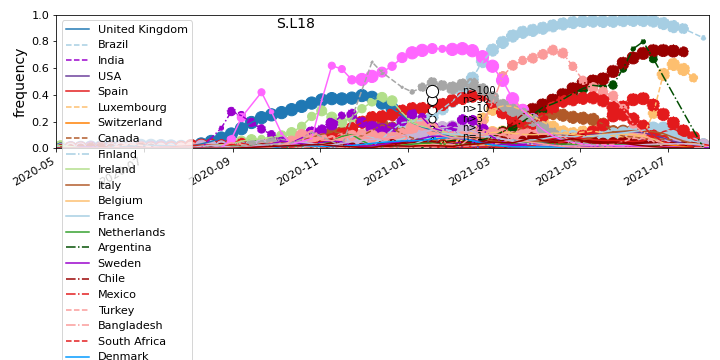 S.L18
frequency
1.0
0.8
0.6
0.4
0.2
0.0
2020-05
2020-09
2020-11
2021-01
2021-03
2021-05
2021-07
United Kingdom
Brazil
India
USA
Spain
Luxembourg
Switzerland
Canada
Finland
Ireland
Italy
Belgium
France
Netherlands
Argentina
Sweden
Chile
Mexico
Turkey
Bangladesh
South Africa
Denmark
n>100
n>30
n>10
n>3
n>1
n=1